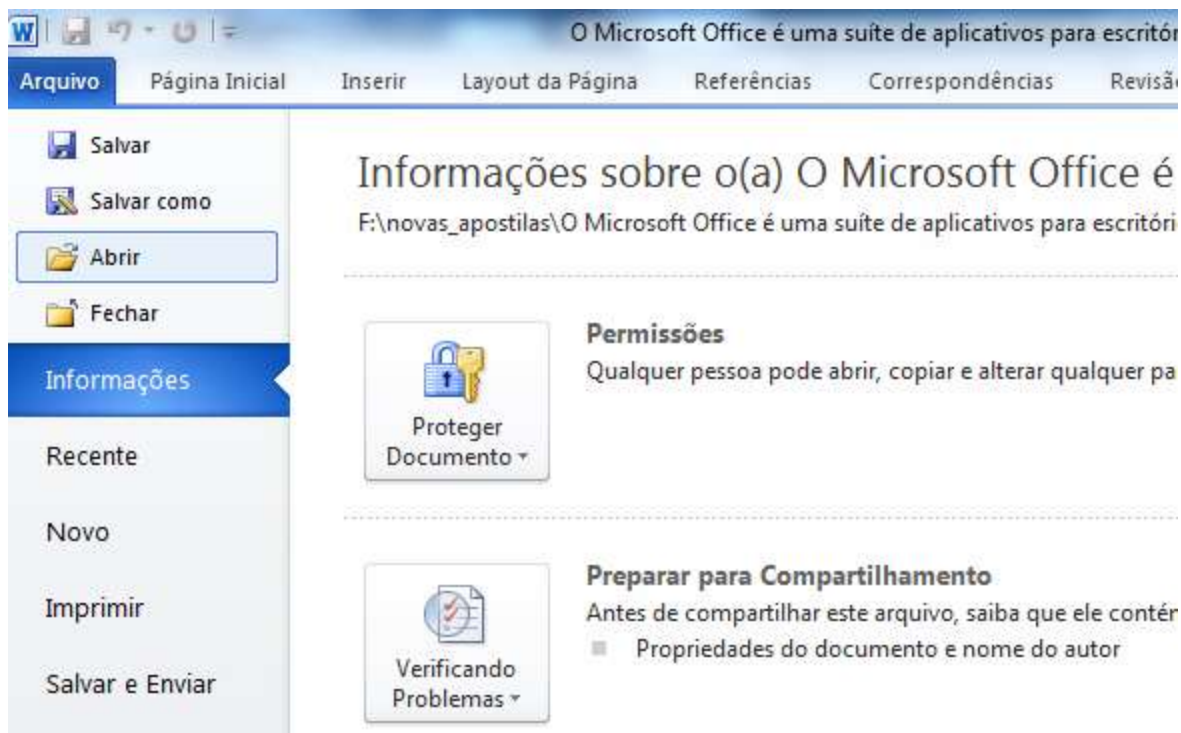 O Microsoft Office é uma suíte de aplicativos para escritór
Arquivo Página Inicial Inserir Layout da Página Referências Correspondências Revisã
Salvar
Salvar como
Abrir
Fechar
Informações
Recente
Novo
Imprimir
Salvar e Enviar
Informações sobre o(a) O Microsoft Office é
F:\novas_apostilas\O Microsoft Office é uma suíte de aplicativos para escritóri
Proteger
Documento
Permissões
Qualquer pessoa pode abrir, copiar e alterar qualquer pa
Verificando
Problemas
Preparar para Compartilhamento
Antes de compartilhar este arquivo, saiba que ele contém
Propriedades do documento e nome do autor